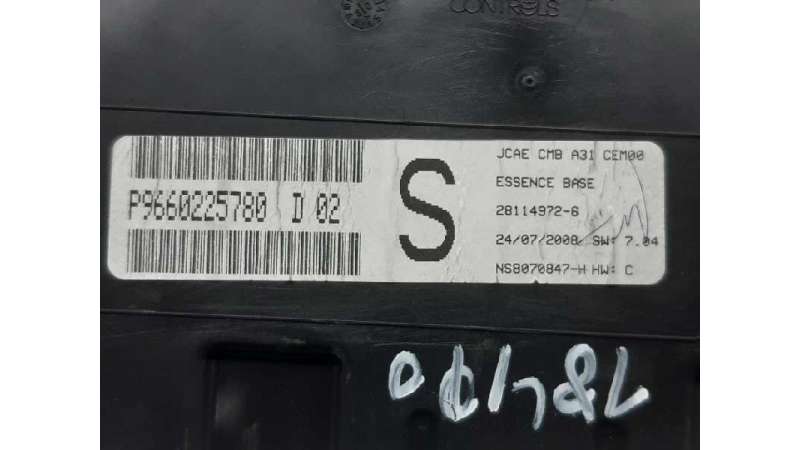 CONTROLS
P9660225780 D 02
S
JCAE CMB A31 CEM00
ESSENCE BASE
28114972-6
24/07/2008 SW: 7.04
NS8070847-H HW: C